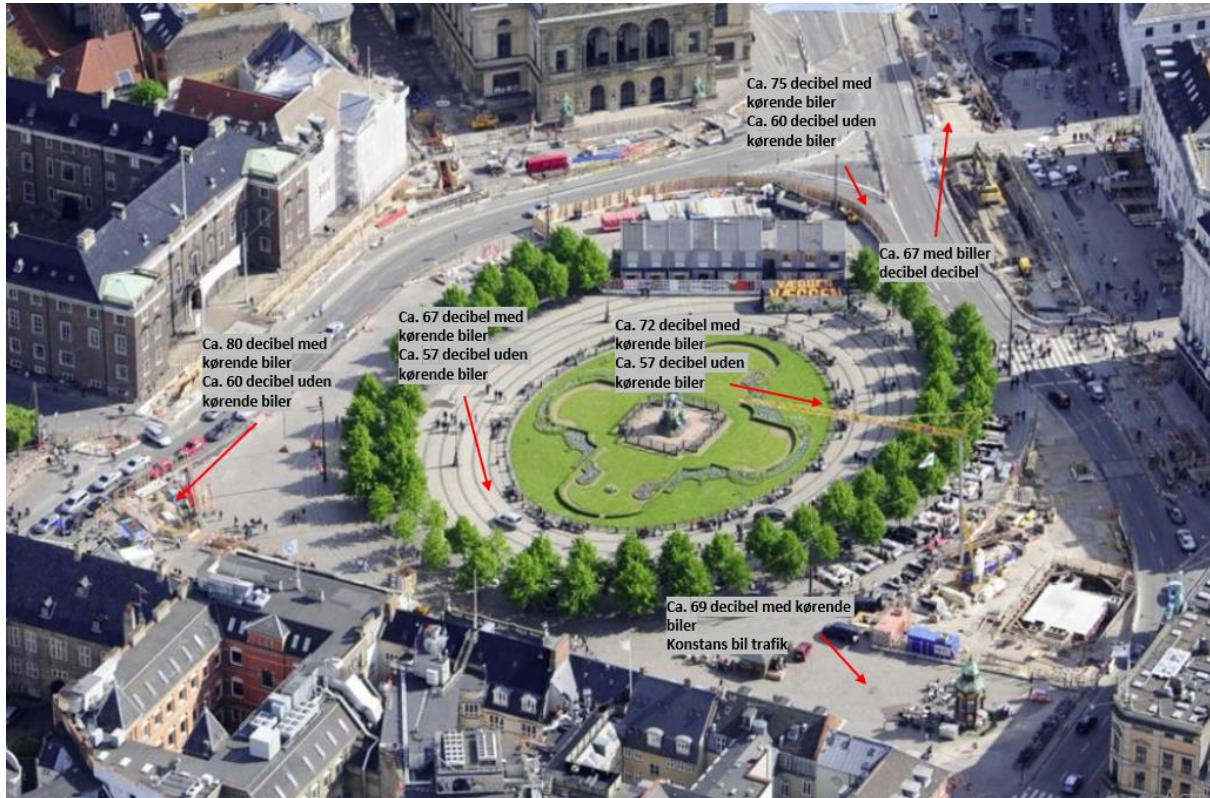 Ca. 75 decibel med
kørende biler
Ca. 60 decibel uden
kørende biler
Ca. 67 med biller
decibel decibel
Ca. 80 decibel med
kørende biler
Ca. 60 decibel uden
kørende biler
Ca. 67 decibel med
kørende biler
Ca. 57 decibel uden
kørende biler
Ca. 72 decibel med
kørende biler
Ca. 57 decibel uden
kørende biler
Ca. 69 decibel med kørende
biler
Konstans bil trafik